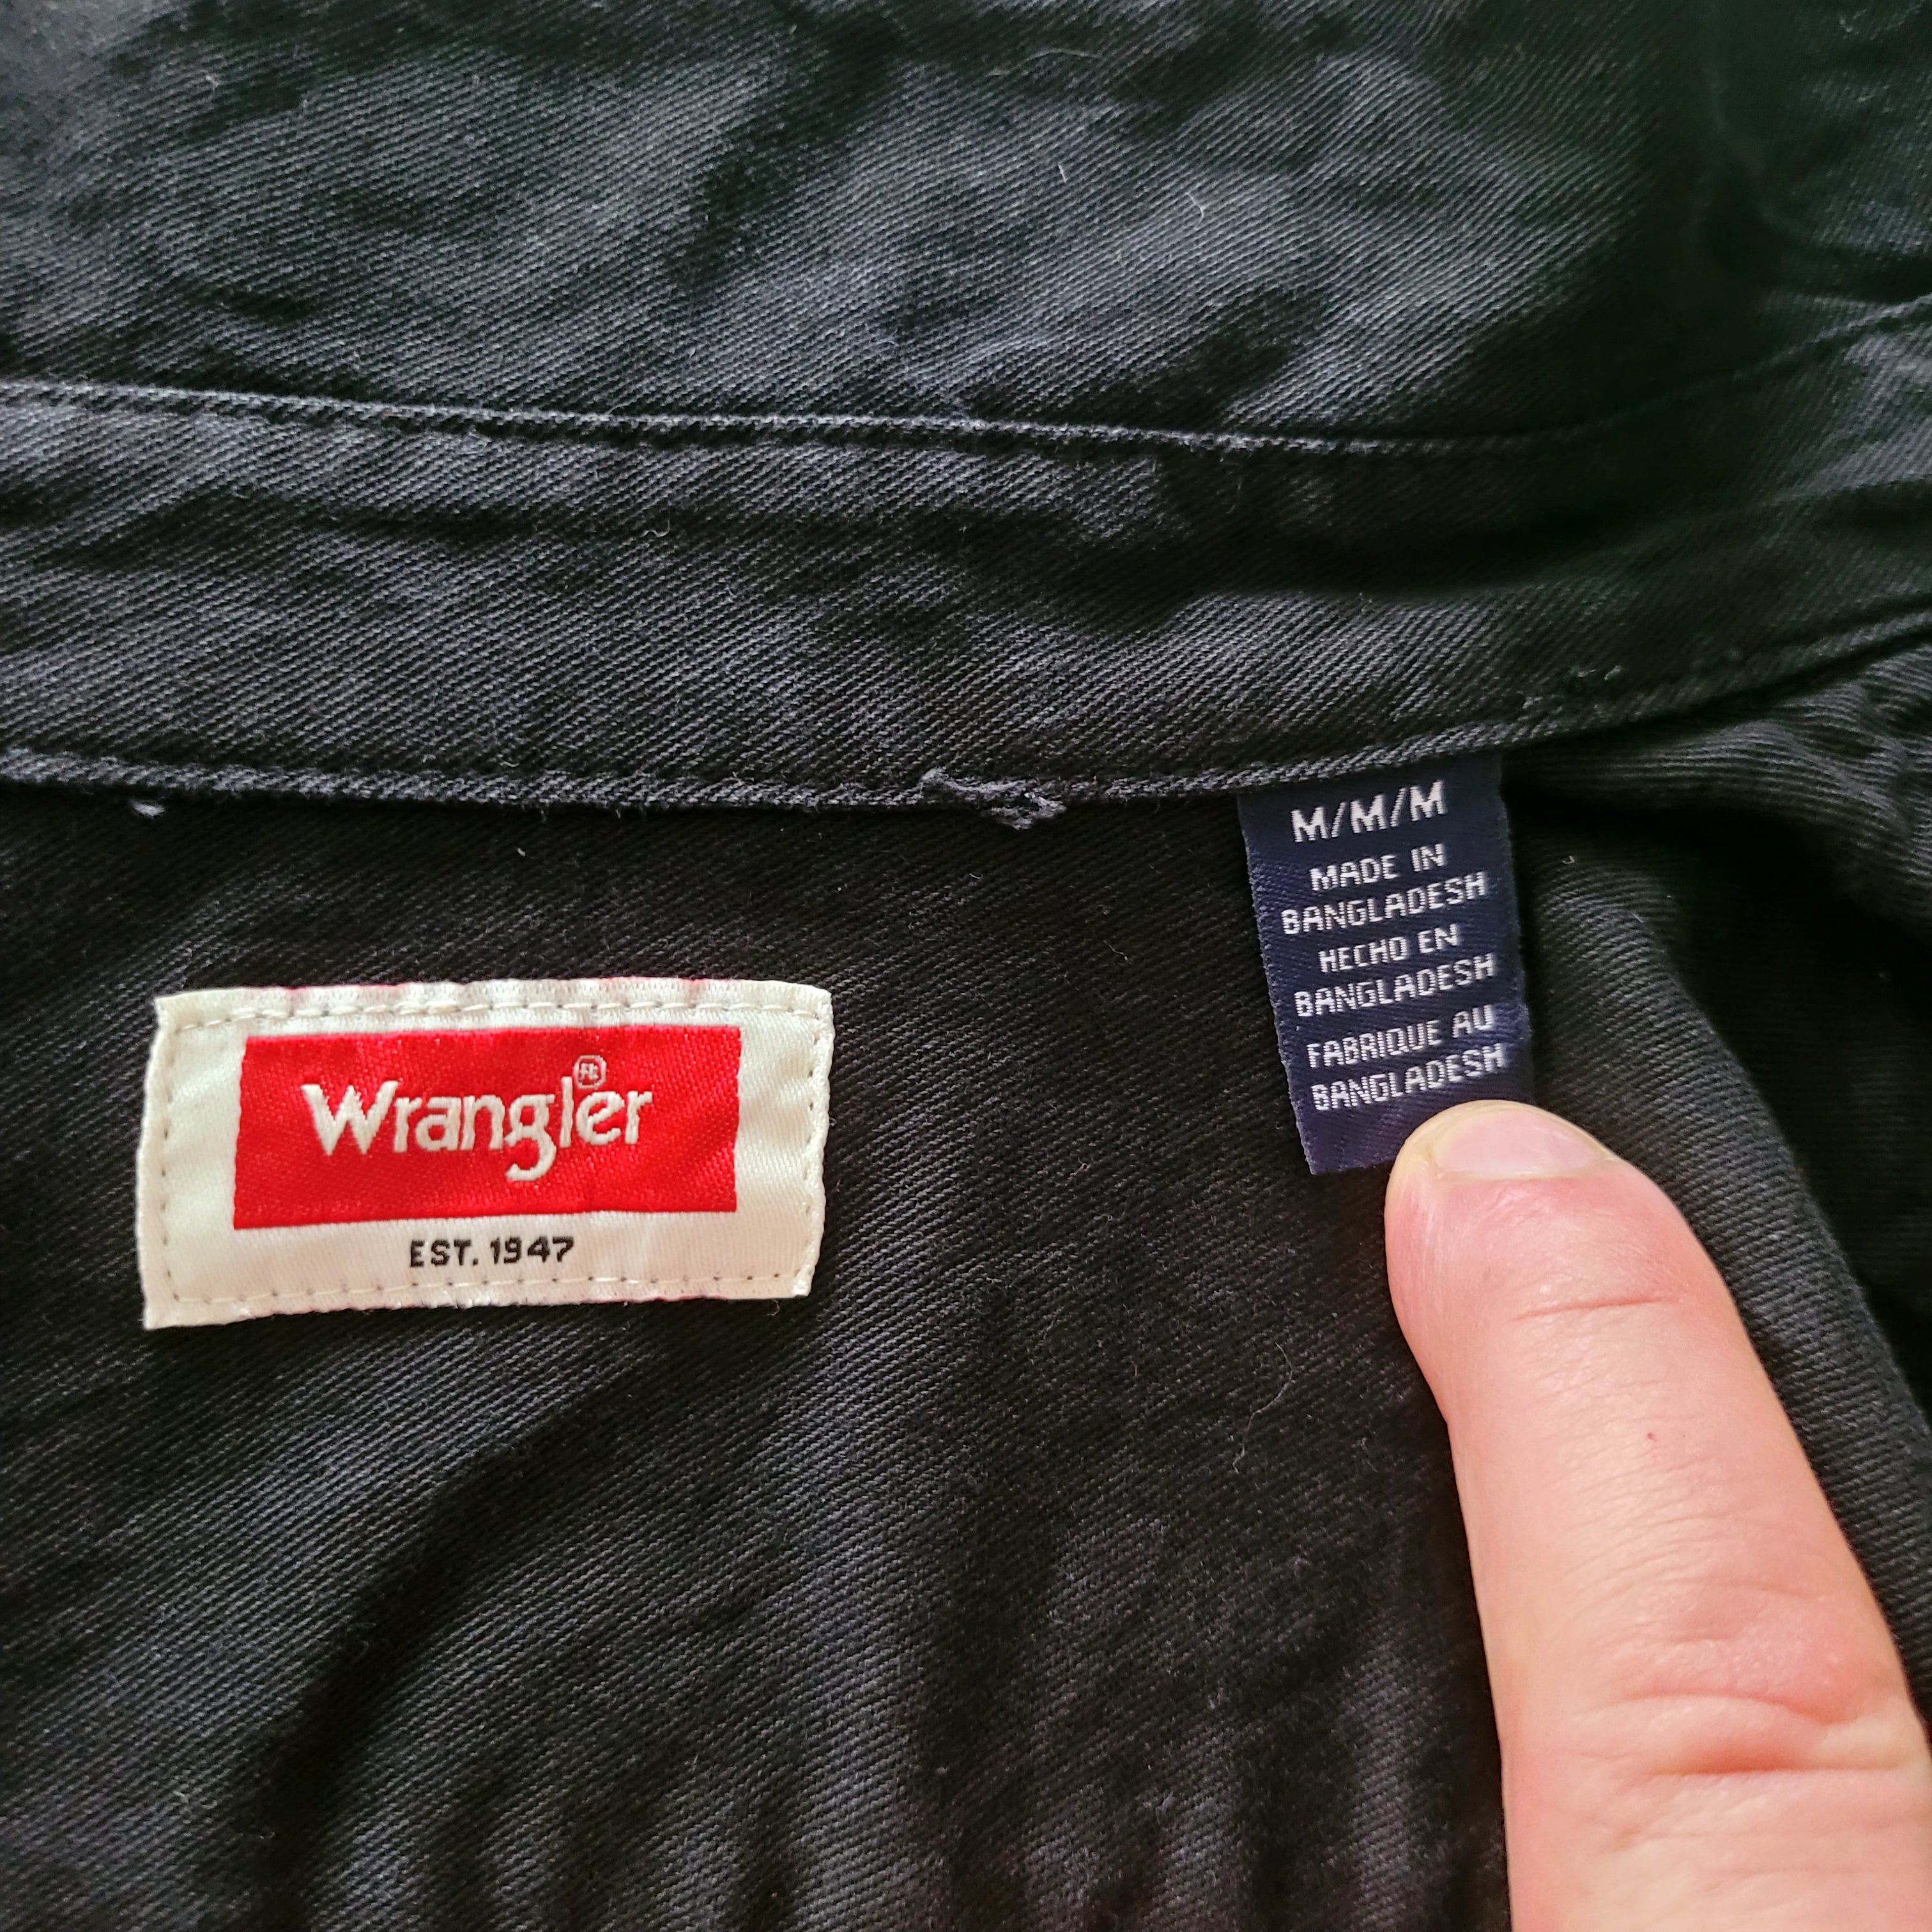 Wrangler®
EST. 1947
M/M/M
MADE IN
BANGLADESH
HECHO EN
BANGLADESH
FABRIQUE AU
BANGLADESH